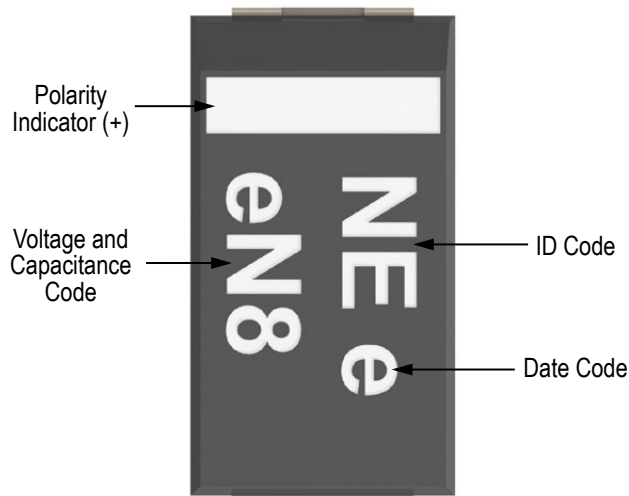 Polarity
Indicator (+)
Voltage and
Capacitance
Code
eN8
NE e
ID Code
Date Code